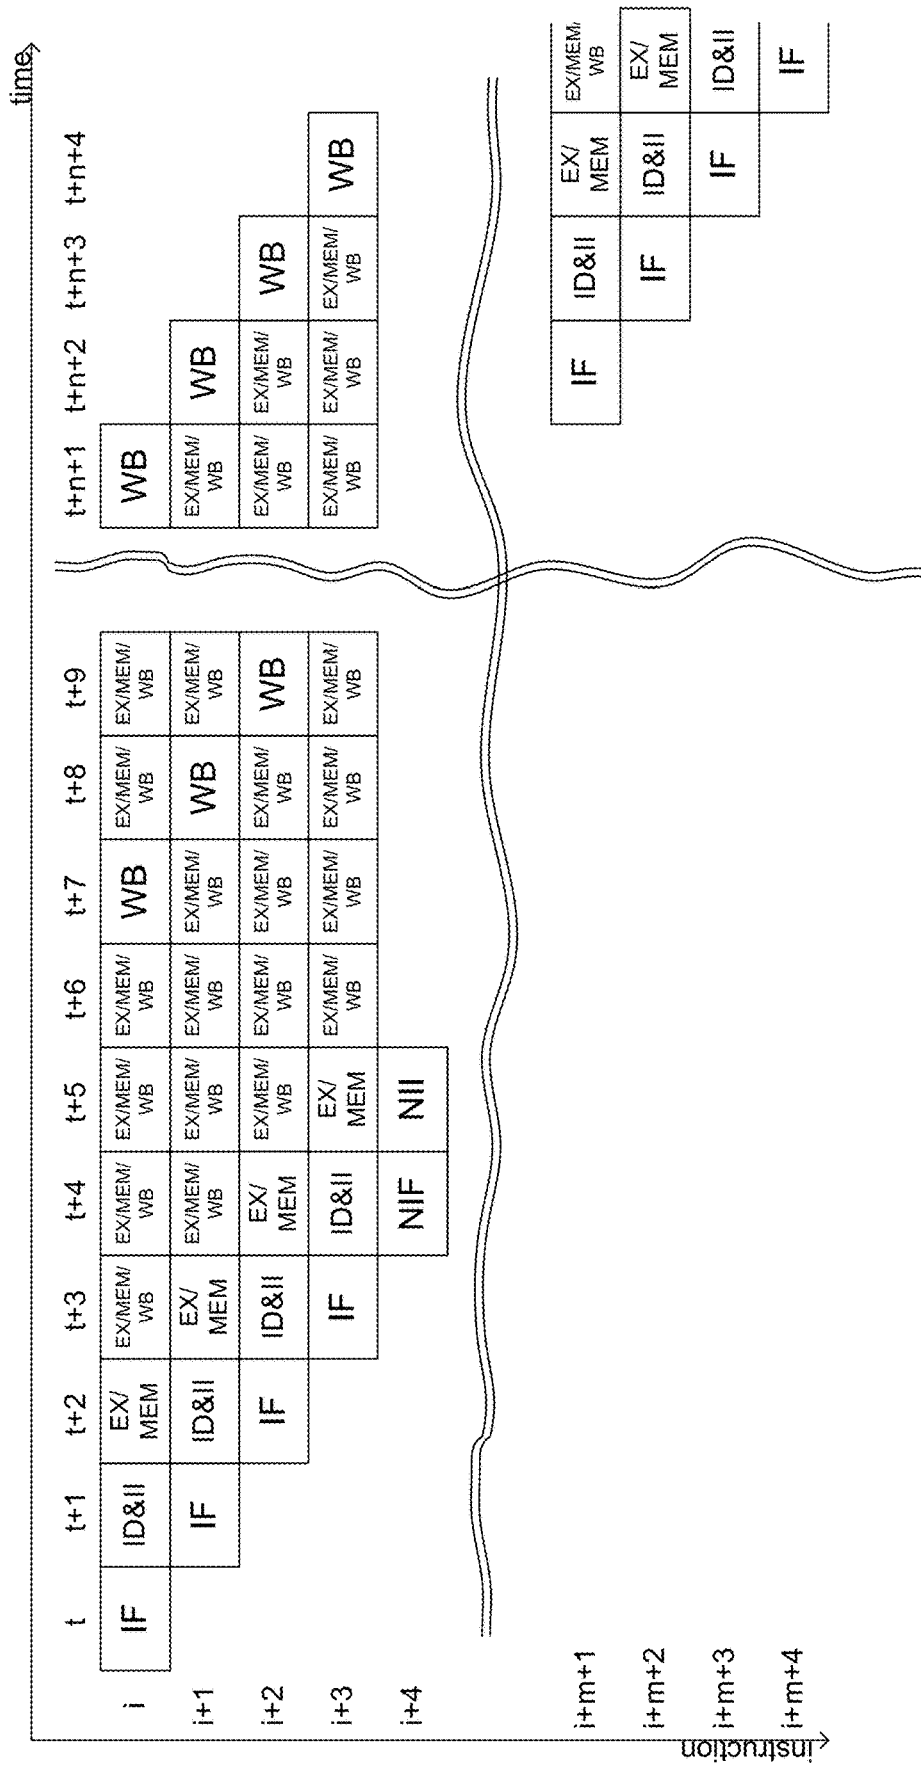 time
t t+1 t+2 t+3 t+4 t+5 t+6 t+7 t+8 t+9 t+n+1 t+n+2 t+n+3 t+n+4
i IF ID&II EX/ MEM EX/MEM/ WB EX/MEM/ WB EX/MEM/ WB EX/MEM/ WB WB EX/MEM/ WB EX/MEM/ WB WB
i+1 IF ID&II EX/ MEM EX/MEM/ WB EX/MEM/ WB EX/MEM/ WB EX/MEM/ WB WB EX/MEM/ WB EX/MEM/ WB WB
i+2 IF ID&II EX/ MEM EX/MEM/ WB EX/MEM/ WB EX/MEM/ WB EX/MEM/ WB WB EX/MEM/ WB EX/MEM/ WB WB
i+3 IF ID&II EX/ MEM EX/MEM/ WB EX/MEM/ WB EX/MEM/ WB EX/MEM/ WB EX/MEM/ WB EX/MEM/ WB EX/MEM/ WB WB
i+4 NIF NII
i+m+1 IF ID&II EX/ MEM EX/MEM/ WB
i+m+2 IF ID&II EX/ MEM
i+m+3 IF ID&II
i+m+4 IF
instruction